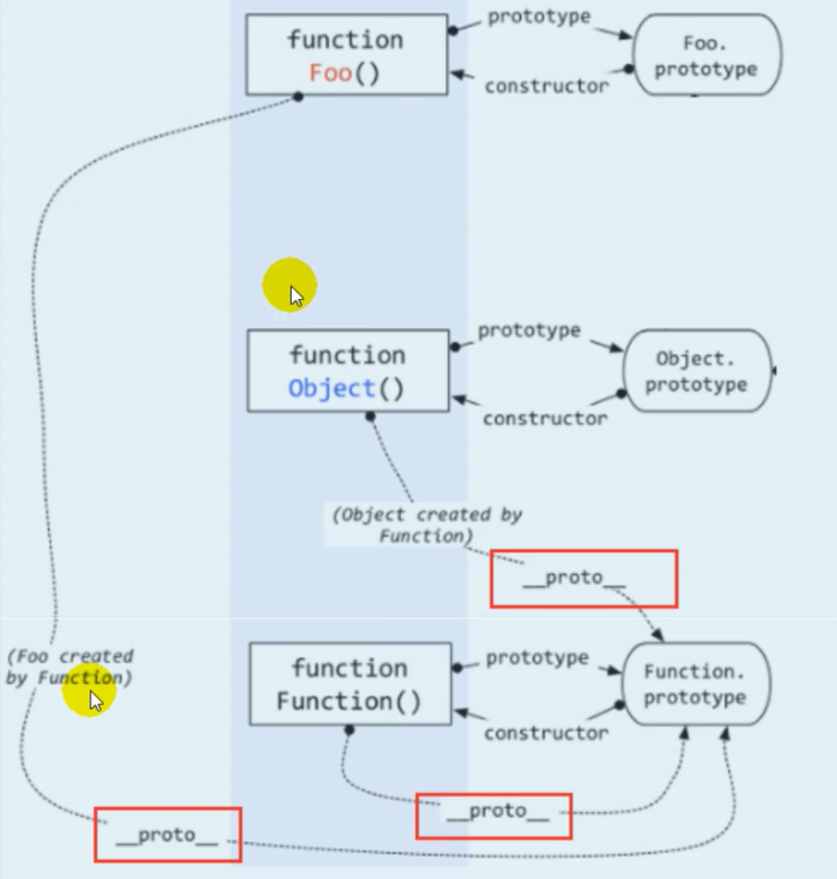 function
Foo()
prototype
constructor
Foo.
prototype
function
Object()
prototype
constructor
Object.
prototype
(Object created by
Function)
__proto__
(Foo created
by Function)
function
Function()
prototype
constructor
Function.
prototype
__proto__
__proto__